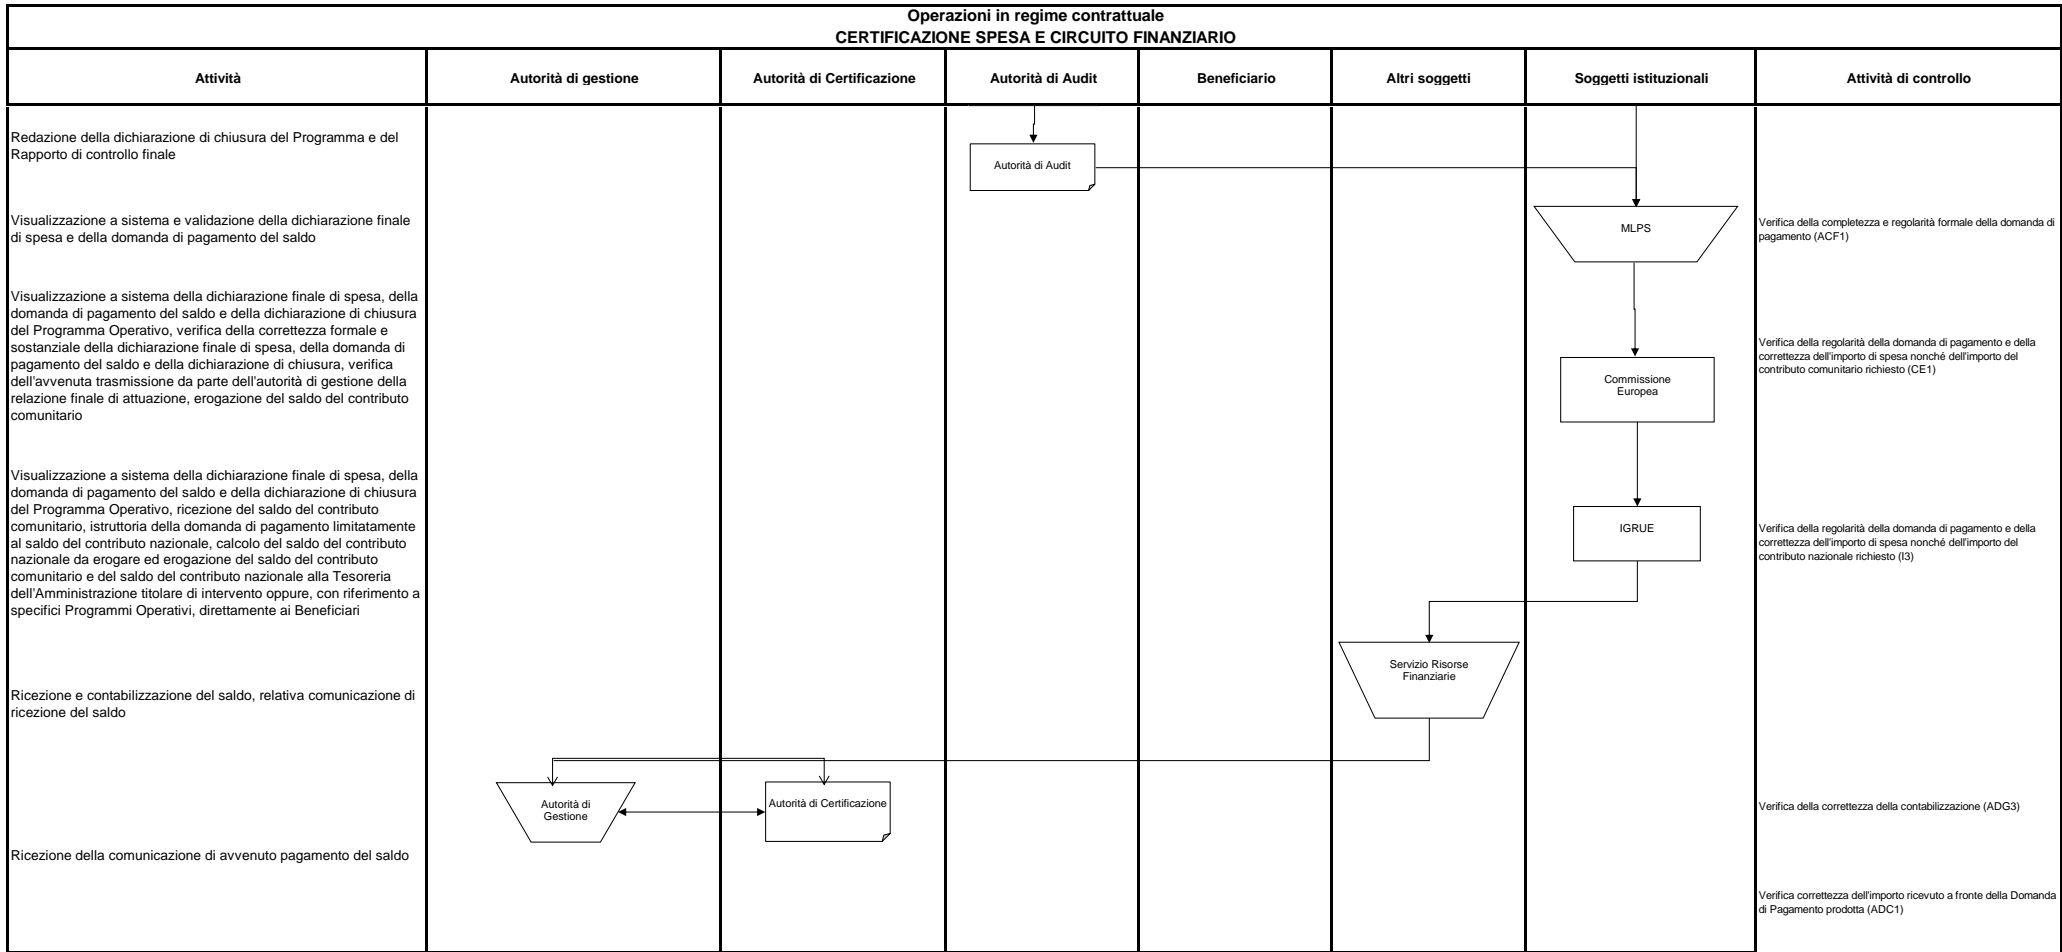 Operazioni in regime contrattuale
CERTIFICAZIONE SPESA E CIRCUITO FINANZIARIO
Attività
Autorità di gestione
Autorità di Certificazione
Autorità di Audit
Beneficiario
Altri soggetti
Soggetti istituzionali
Attività di controllo
Redazione della dichiarazione di chiusura del Programma e del
Rapporto di controllo finale
Autorità di Audit
Visualizzazione a sistema e validazione della dichiarazione finale
di spesa e della domanda di pagamento del saldo
MLPS
Verifica della completezza e regolarità formale della domanda di
pagamento (ACF1)
Visualizzazione a sistema della dichiarazione finale di spesa, della
domanda di pagamento del saldo e della dichiarazione di chiusura
del Programma Operativo, verifica della correttezza formale e
sostanziale della dichiarazione finale di spesa, della domanda di
pagamento del saldo e della dichiarazione di chiusura, verifica
dell'avvenuta trasmissione da parte dell'autorità di gestione della
relazione finale di attuazione, erogazione del saldo del contributo
comunitario
Commissione
Europea
Verifica della regolarità della domanda di pagamento e della
correttezza dell'importo di spesa nonché dell'importo del
contributo comunitario richiesto (CE1)
Visualizzazione a sistema della dichiarazione finale di spesa, della
domanda di pagamento del saldo e della dichiarazione di chiusura
del Programma Operativo, ricezione del saldo del contributo
comunitario, istruttoria della domanda di pagamento limitatamente
al saldo del contributo nazionale, calcolo del saldo del contributo
nazionale da erogare ed erogazione del saldo del contributo
comunitario e del saldo del contributo nazionale alla Tesoreria
dell'Amministrazione titolare di intervento oppure, con riferimento a
specifici Programmi Operativi, direttamente ai Beneficiari
IGRUE
Verifica della regolarità della domanda di pagamento e della
correttezza dell'importo di spesa nonché dell'importo del
contributo nazionale richiesto (I3)
Ricezione e contabilizzazione del saldo, relativa comunicazione di
ricezione del saldo
Servizio Risorse
Finanziarie
Autorità di
Gestione
Autorità di Certificazione
Verifica della correttezza della contabilizzazione (ADG3)
Ricezione della comunicazione di avvenuto pagamento del saldo
Verifica correttezza dell'importo ricevuto a fronte della Domanda
di Pagamento prodotta (ADC1)